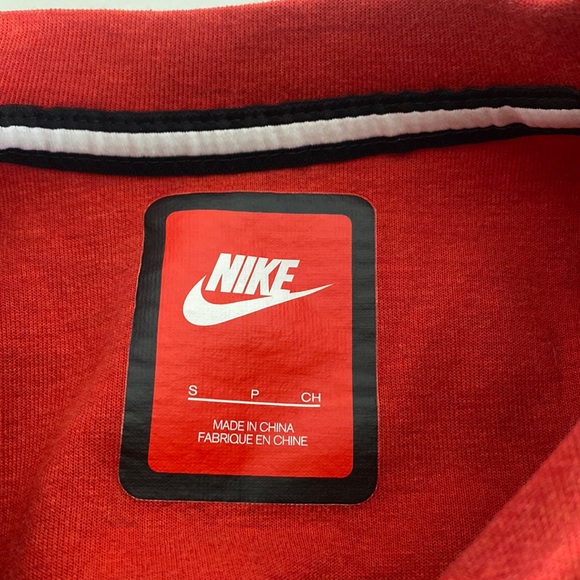 NIKE
S P CH
MADE IN CHINA
FABRIQUE EN CHINE